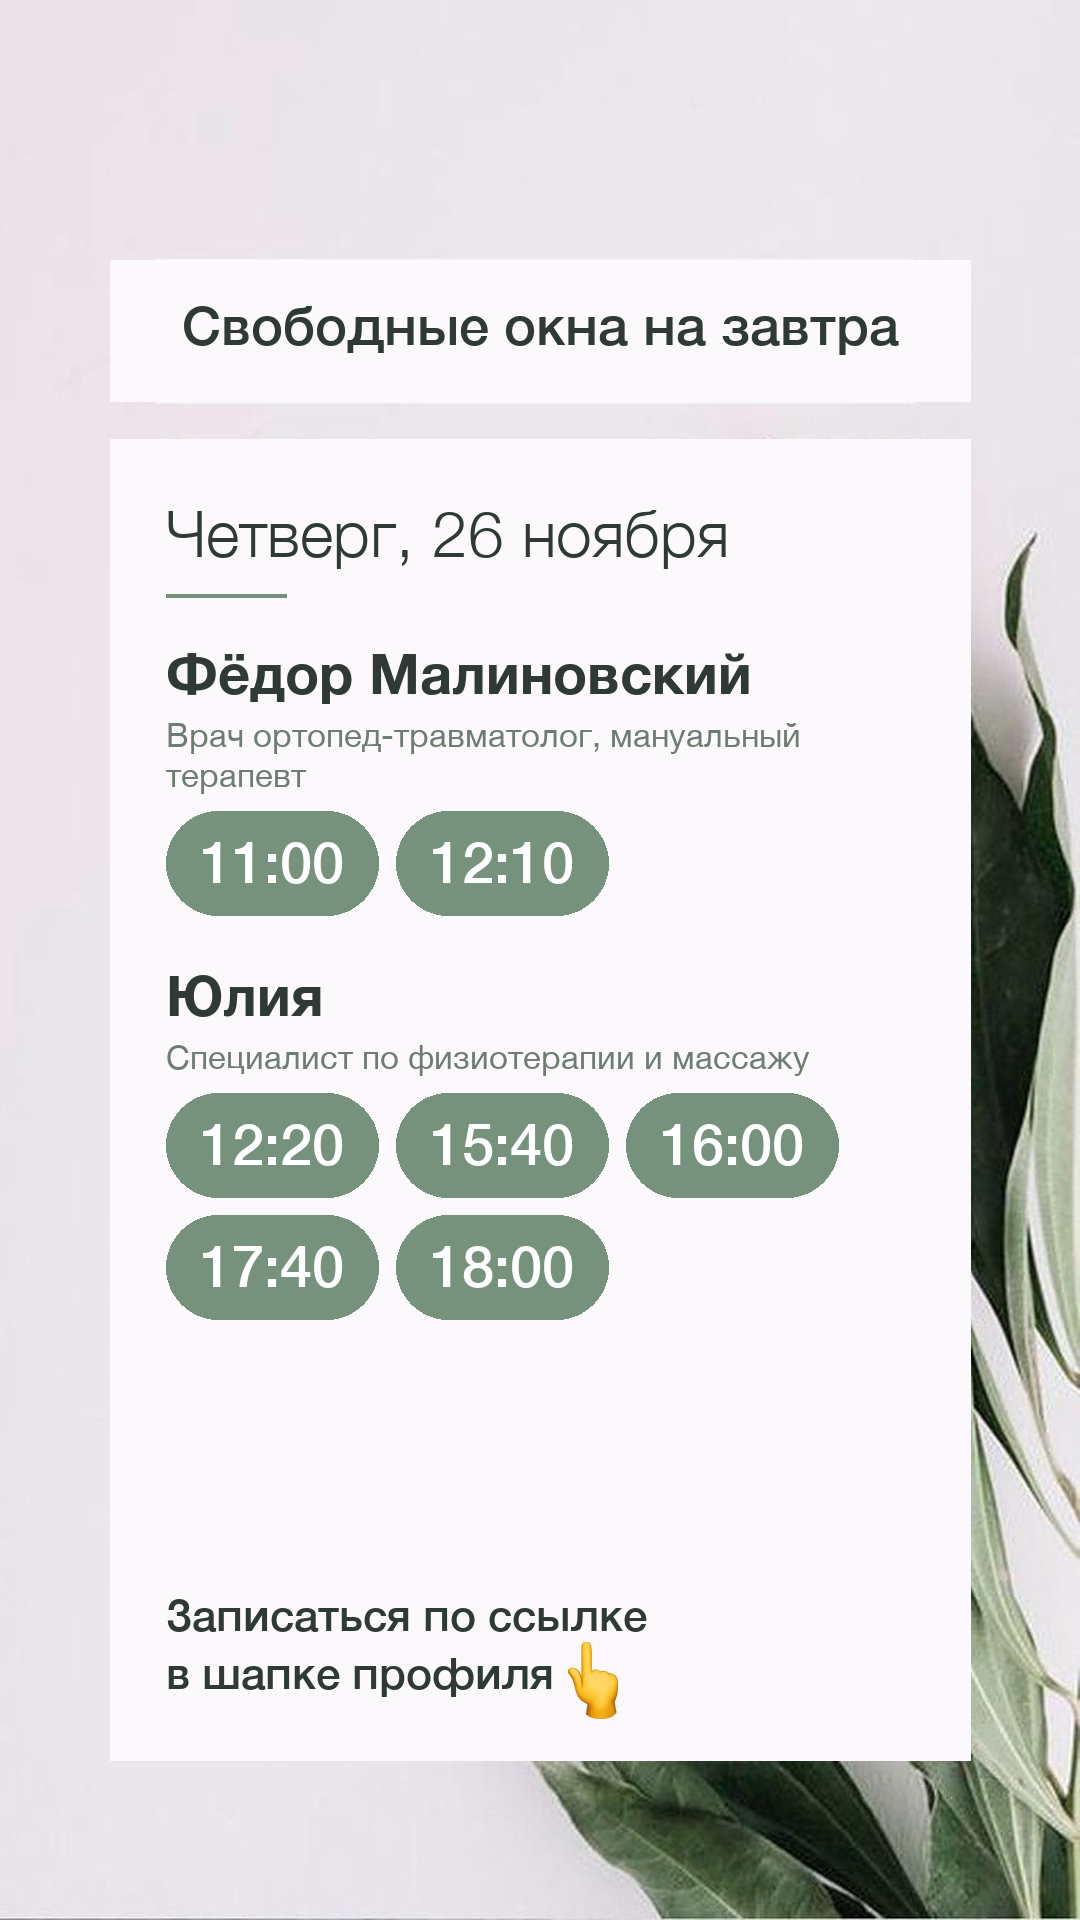 Свободные окна на завтра
Четверг, 26 ноября
Фёдор Малиновский
Врач ортопед-травматолог, мануальный
терапевт
11:00 12:10
Юлия
Специалист по физиотерапии и массажу
12:20 15:40 16:00
17:40 18:00
Записаться по ссылке
в шапке профиля 👆